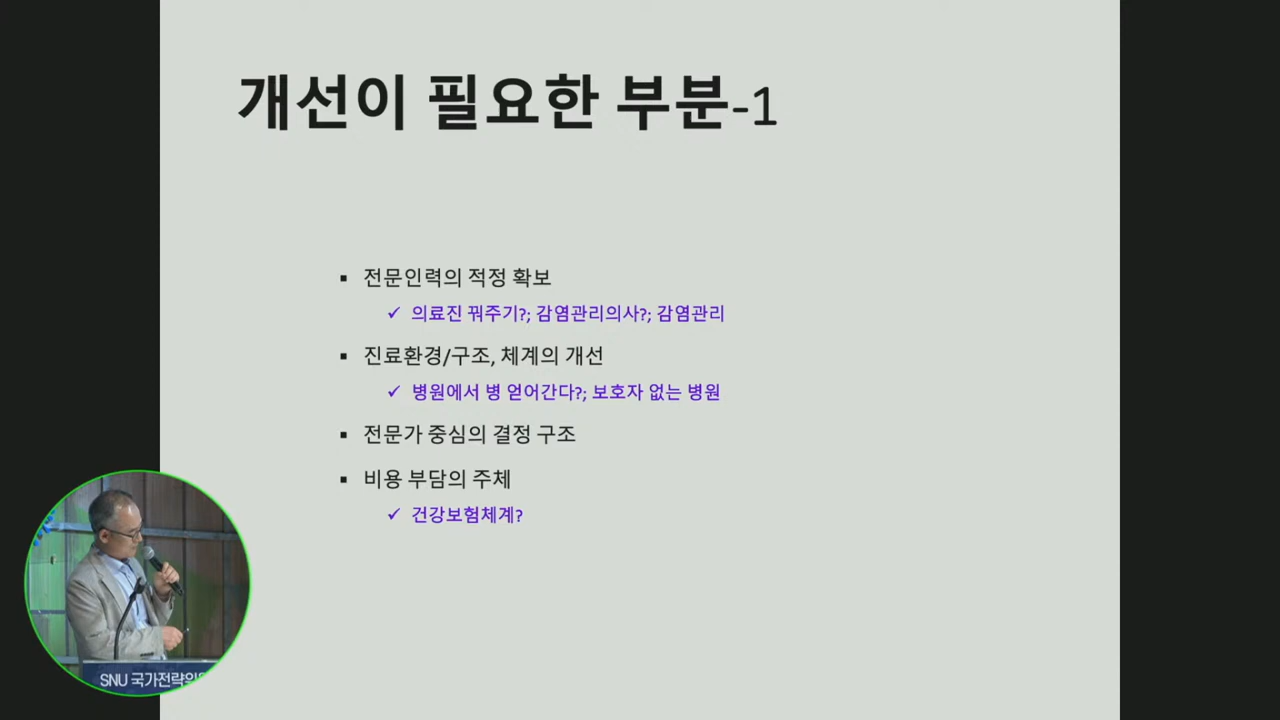 개선이 필요한 부분-1
▪ 전문인력의 적정 확보
✓ 의료진 꿔주기?; 감염관리의사?; 감염관리
▪ 진료환경/구조, 체계의 개선
✓ 병원에서 병 얻어간다?; 보호자 없는 병원
▪ 전문가 중심의 결정 구조
▪ 비용 부담의 주체
✓ 건강보험체계?
SNU 국가전략위